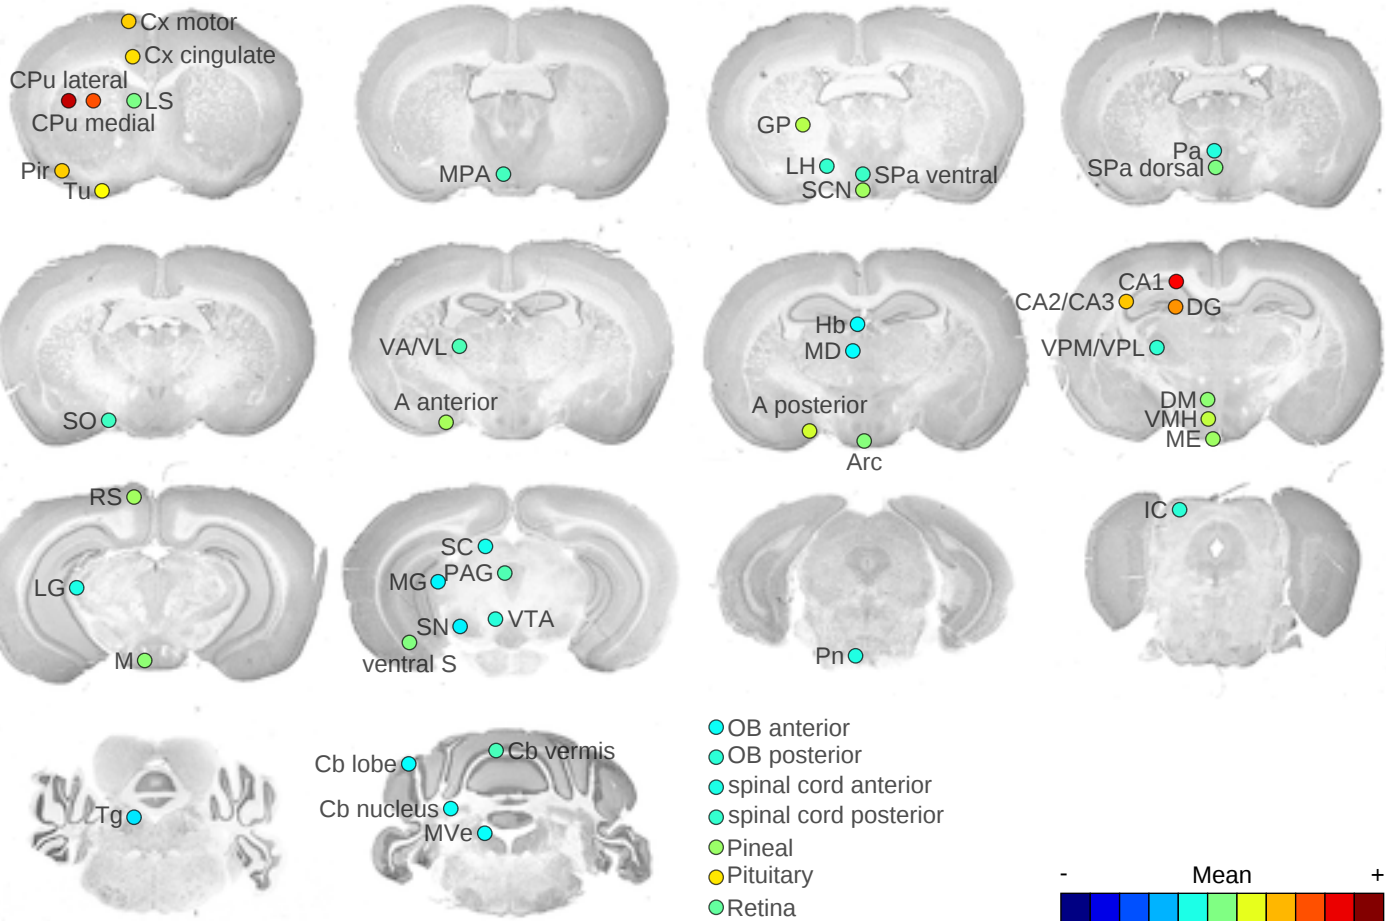 Cx motor
Cx cingulate
CPu lateral
LS
CPu medial
Pir
Tu
MPA
GP
LH
SPa ventral
SCN
Pa
SPa dorsal
SO
VA/VL
A anterior
Hb
MD
A posterior
Arc
CA1
CA2/CA3
DG
VPM/VPL
DM
VMH
ME
RS
LG
M
SC
MG
PAG
SN
VTA
ventral S
Pn
IC
Tg
Cb lobe
Cb vermis
Cb nucleus
MVe
OB anterior
OB posterior
spinal cord anterior
spinal cord posterior
Pineal
Pituitary
Retina
- Mean +